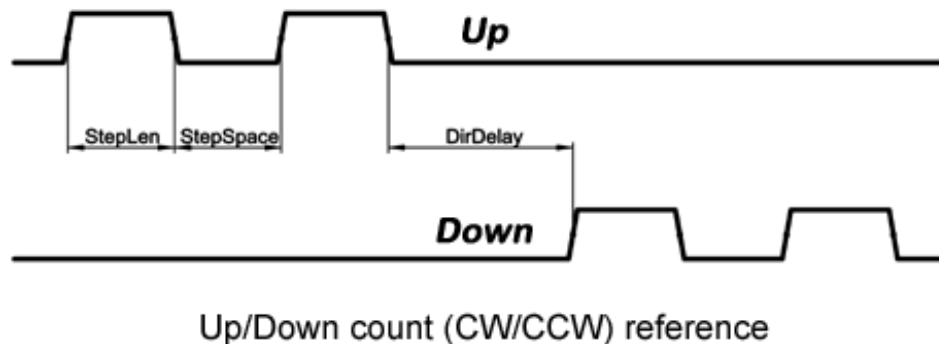 Up
StepLen StepSpace DirDelay
Down
Up/Down count (CW/CCW) reference